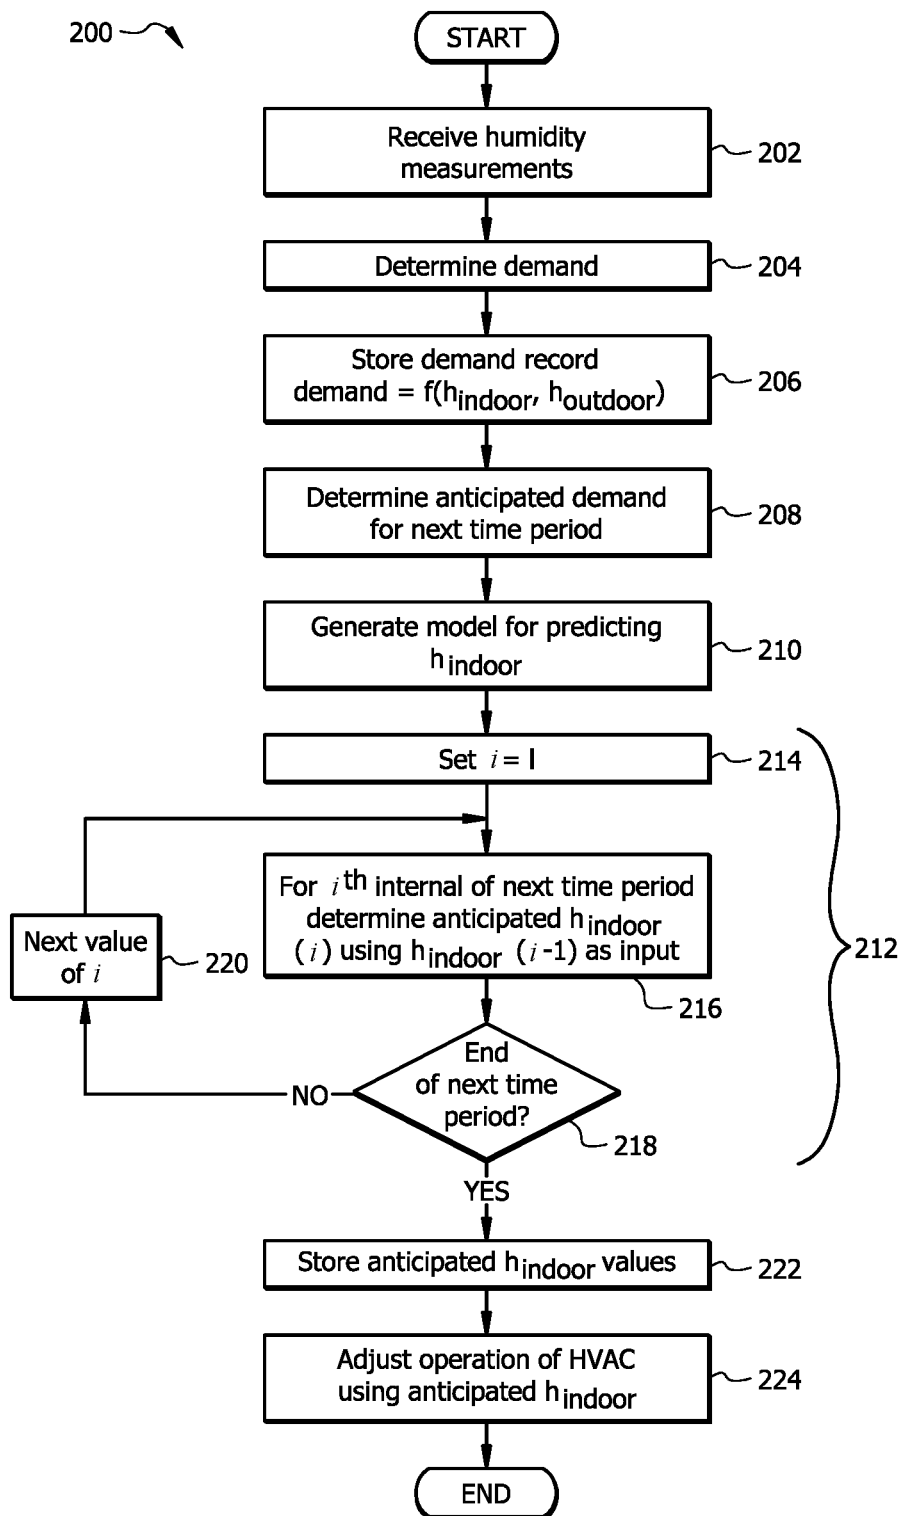 200
START
Receive humidity
measurements
202
Determine demand
204
Store demand record
demand = f(hindoor, houtdoor)
206
Determine anticipated demand
for next time period
208
Generate model for predicting
hindoor
210
Set i = I
214
For i th internal of next time period
determine anticipated hindoor
(i) using hindoor (i-1) as input
216
Next value
of i
220
212
End
of next time
period?
218
NO
YES
Store anticipated hindoor values
222
Adjust operation of HVAC
using anticipated hindoor
224
END